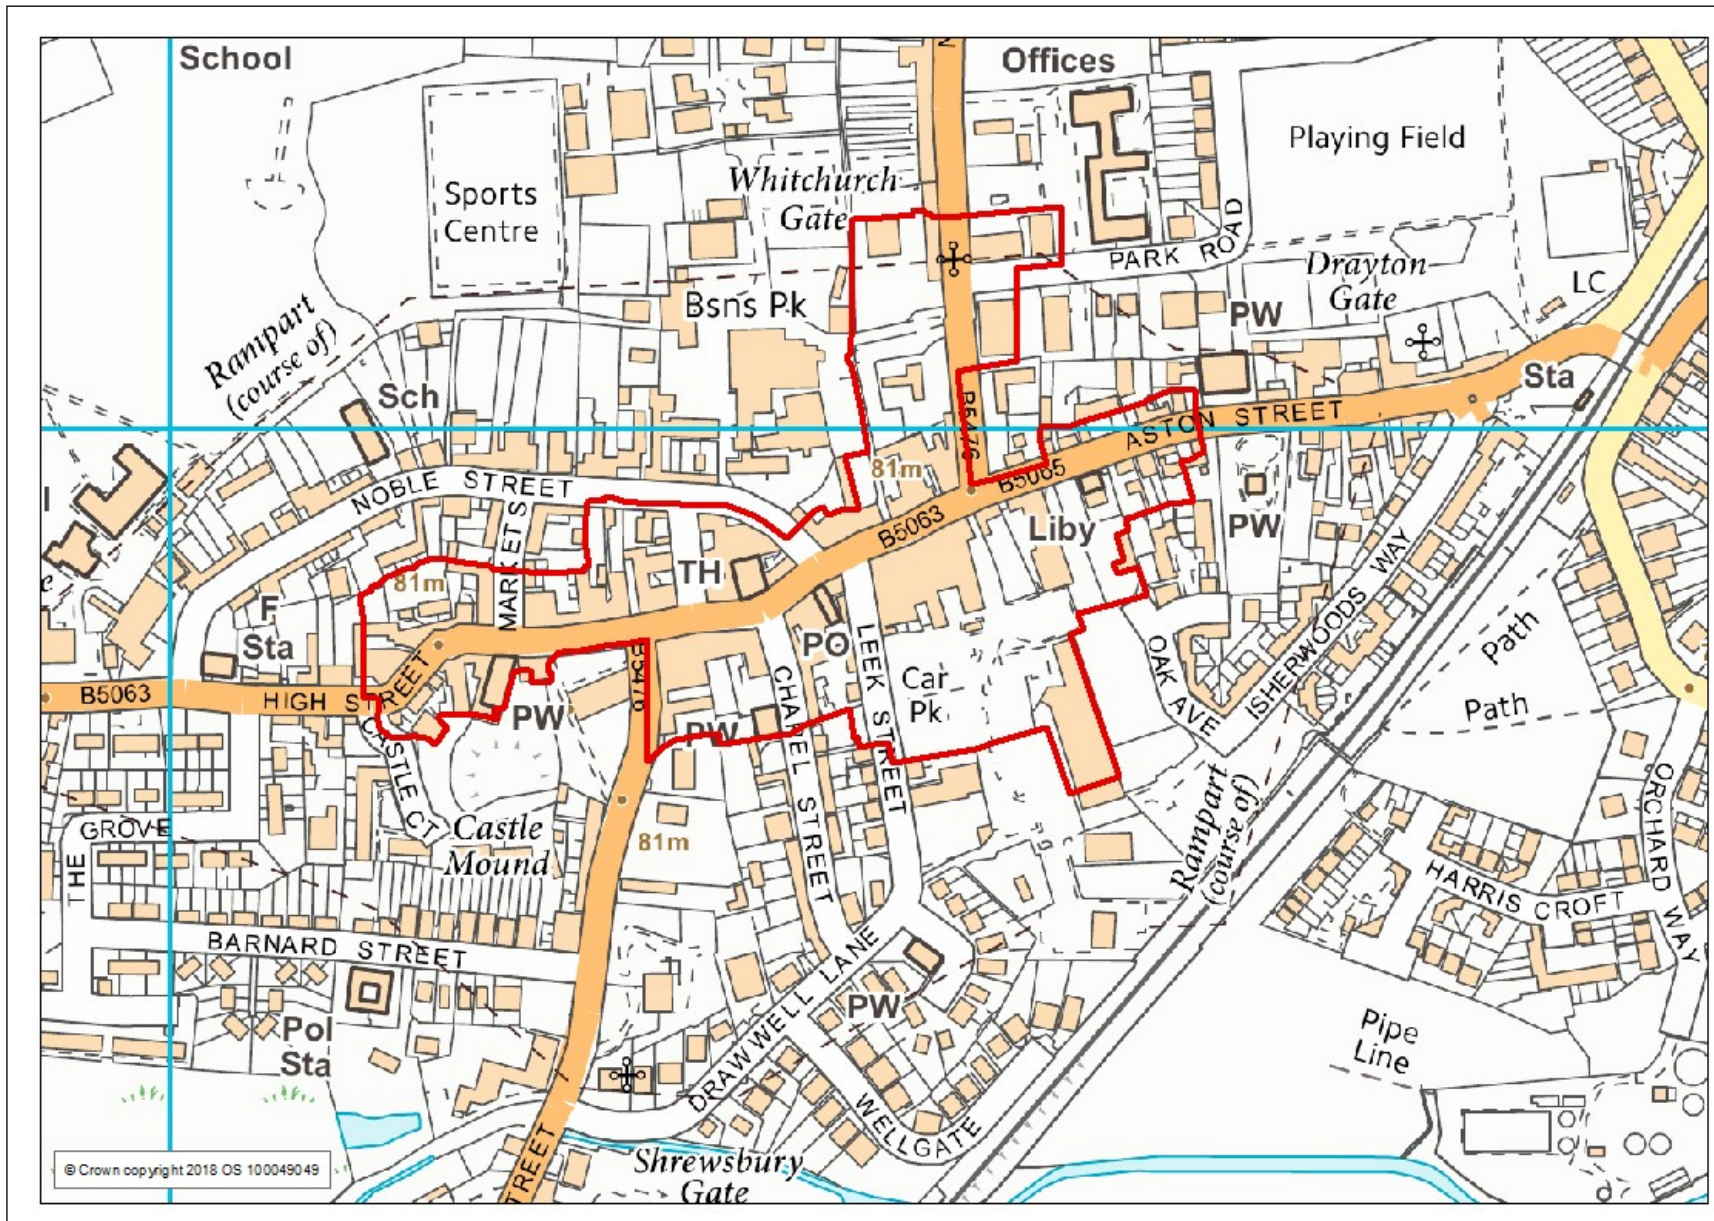 School
Offices
Playing Field
Sports
Centre
Whitchurch
Gate
PARK ROAD
Drayton
Gate
LC
Bsns Pk
PW
Rampart
(course of)
Sch
Sta
B5476
ASTON STREET
81m
B5065
NOBLE STREET
MARKET S
B5063
Liby
PW
TH
81m
F
Sta
PO
LEEK STREET
Car
Pk
OAK AVE
ISHERWOODS WAY
Path
Path
B5063
HIGH STREET
PW
B5476
PW
CHAPEL STREET
CASTLE CT
THE GROVE
Castle
Mound
81m
Rampart
(course of)
ORCHARD WAY
HARRIS CROFT
BARNARD STREET
DRAWWELL LANE
PW
Pol
Sta
Pipe
Line
WELLGATE
Shrewsbury
Gate
TREET
© Crown copyright 2018 OS 100049049